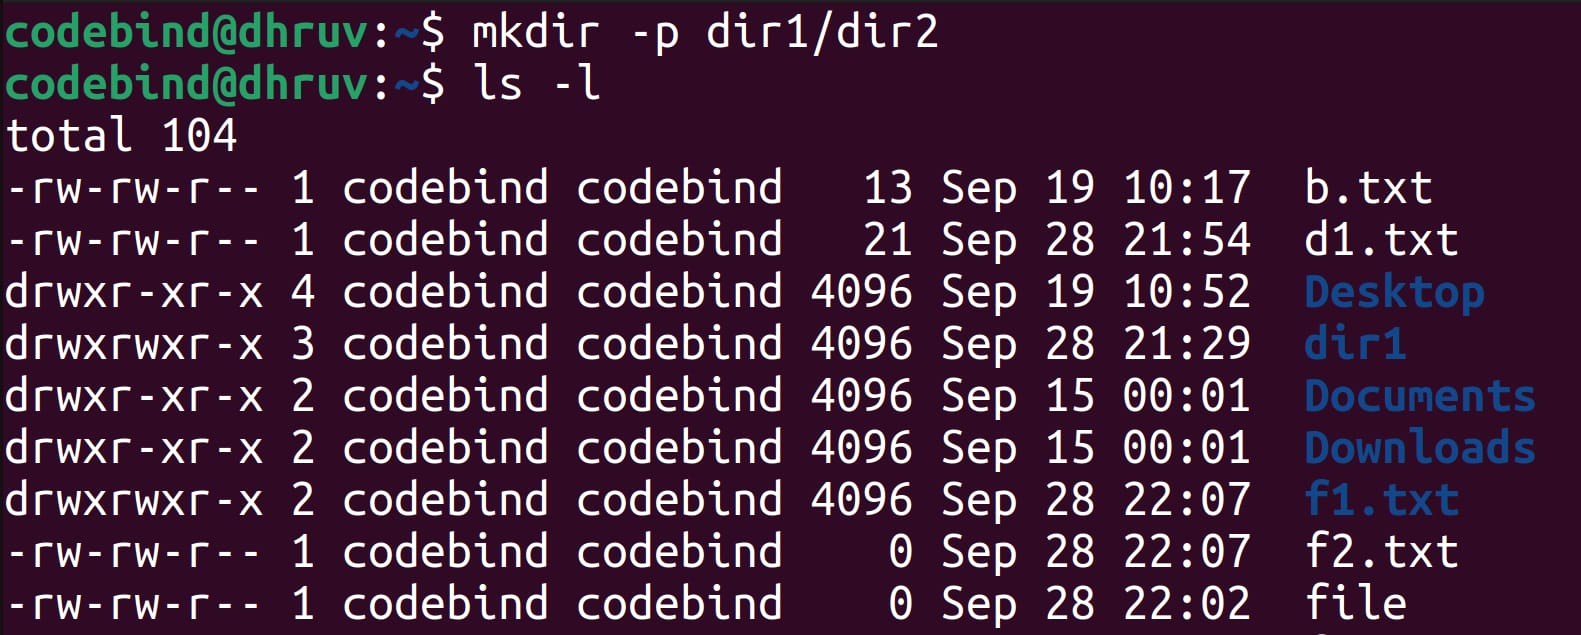 codebind@dhruv:~$ mkdir -p dir1/dir2
codebind@dhruv:~$ ls -l
total 104
-rw-rw-r-- 1 codebind codebind   13 Sep 19 10:17  b.txt
-rw-rw-r-- 1 codebind codebind   21 Sep 28 21:54  d1.txt
drwxr-xr-x 4 codebind codebind 4096 Sep 19 10:52  Desktop
drwxrwxr-x 3 codebind codebind 4096 Sep 28 21:29  dir1
drwxr-xr-x 2 codebind codebind 4096 Sep 15 00:01  Documents
drwxr-xr-x 2 codebind codebind 4096 Sep 15 00:01  Downloads
drwxrwxr-x 2 codebind codebind 4096 Sep 28 22:07  f1.txt
-rw-rw-r-- 1 codebind codebind    0 Sep 28 22:07  f2.txt
-rw-rw-r-- 1 codebind codebind    0 Sep 28 22:02  file